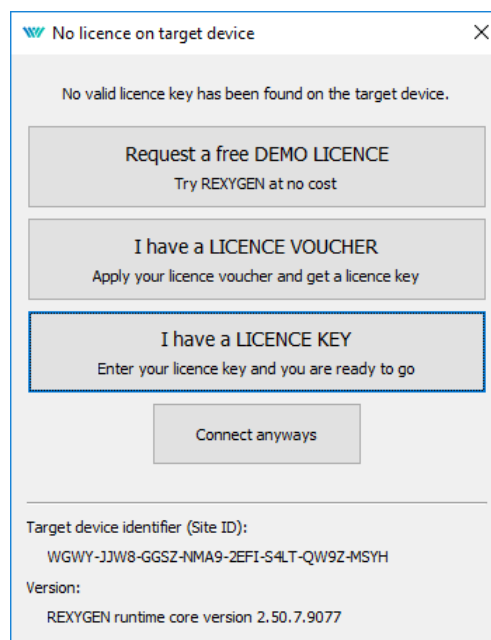 No licence on target device
No valid licence key has been found on the target device.
Request a free DEMO LICENCE
Try REXYGEN at no cost
I have a LICENCE VOUCHER
Apply your licence voucher and get a licence key
I have a LICENCE KEY
Enter your licence key and you are ready to go
Connect anyways
Target device identifier (Site ID):
WGWY-JJW8-GGSZ-NMA9-2EFI-S4LT-QW9Z-MSYH
Version:
REXYGEN runtime core version 2.50.7.9077